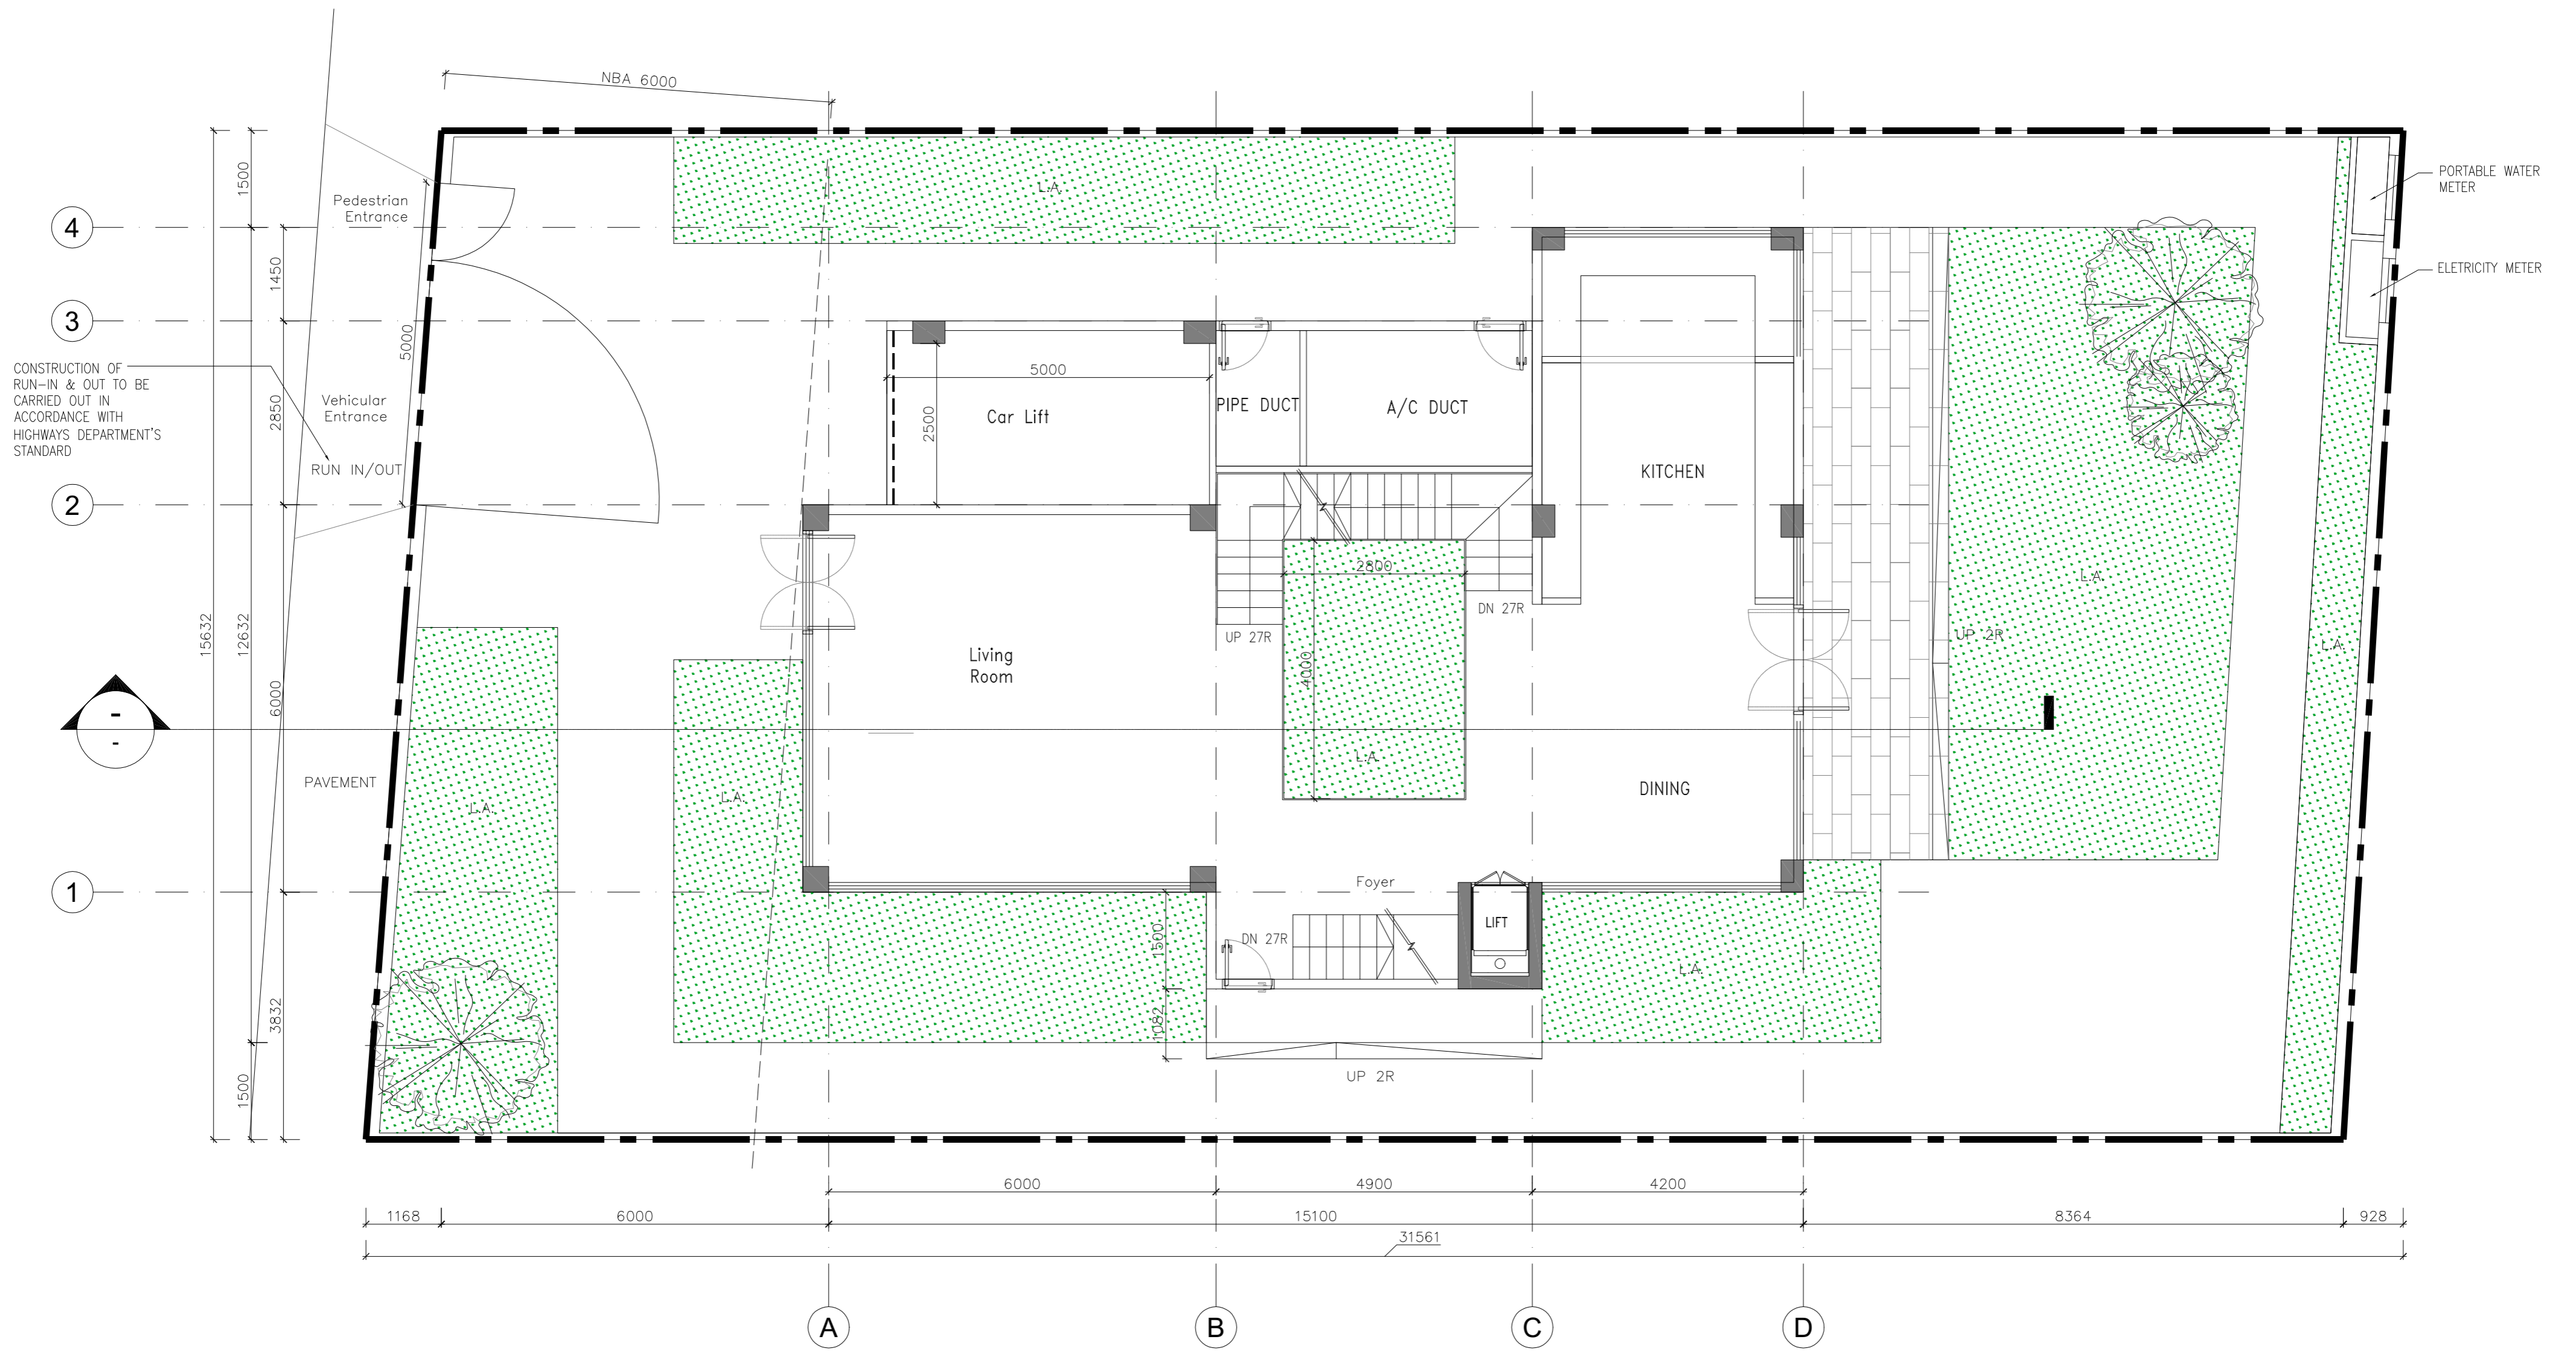 NBA 6000
1500
L.A.
PORTABLE WATER
METER
Pedestrian
Entrance
4
1450
ELETRICITY METER
3
5000
CONSTRUCTION OF
RUN-IN & OUT TO BE
CARRIED OUT IN
ACCORDANCE WITH
HIGHWAYS DEPARTMENT'S
STANDARD
2850
Vehicular
Entrance
RUN IN/OUT
5000
2500
Car Lift
PIPE DUCT
A/C DUCT
KITCHEN
2
2800
L.A.
DN 27R
UP 27R
UP 2R
L.A.
15632
12632
6000
Living
Room
4000
-
-
L.A.
PAVEMENT
L.A.
L.A.
DINING
1
Foyer
LIFT
DN 27R
1500
L.A.
3832
1082
1500
UP 2R
6000
4900
4200
1168
6000
15100
8364
928
31561
A
B
C
D